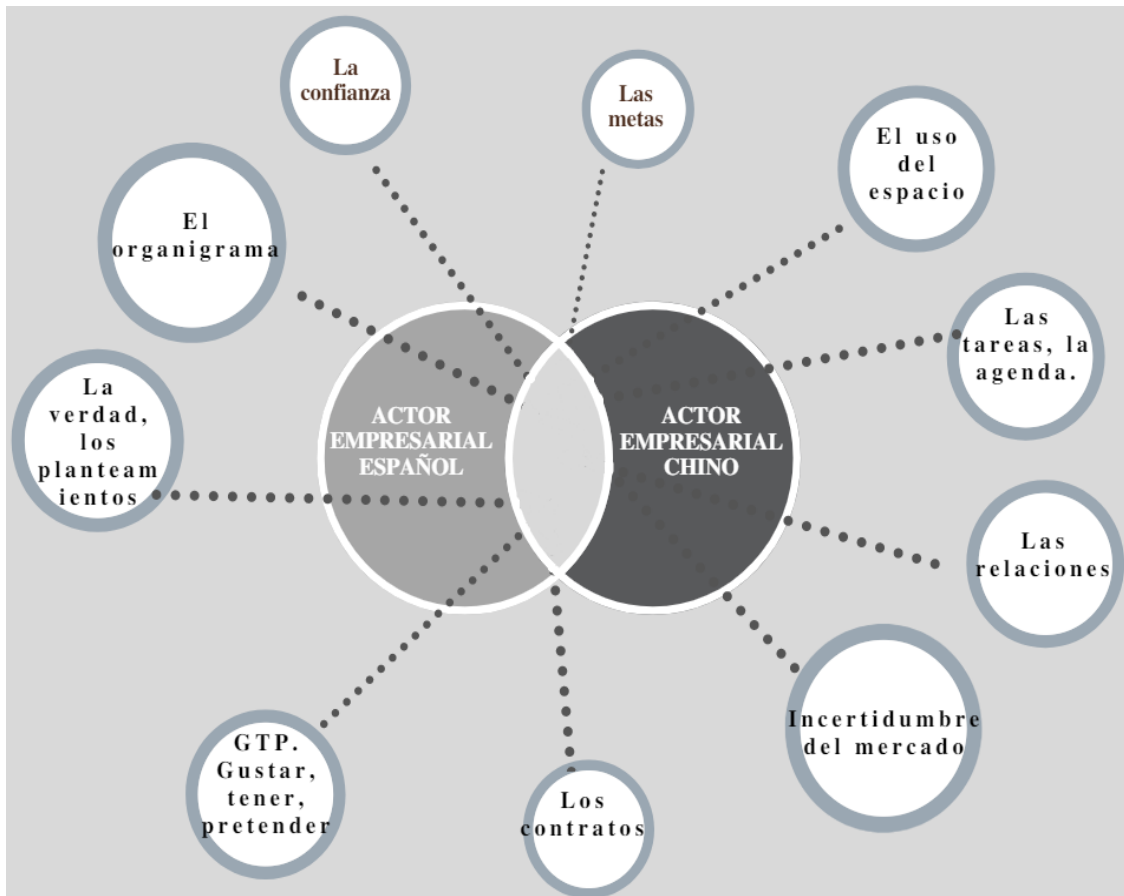 La
confianza
Las
metas
El uso
del
espacio
El
organigrama
Las
tareas, la
agenda.
La
verdad,
los
planteam
ientos
ACTOR
EMPRESARIAL
ESPAÑOL
ACTOR
EMPRESARIAL
CHINO
Las
relaciones
Incertidumbre
del mercado
GTP.
Gustar,
tener,
pretender
Los
contratos